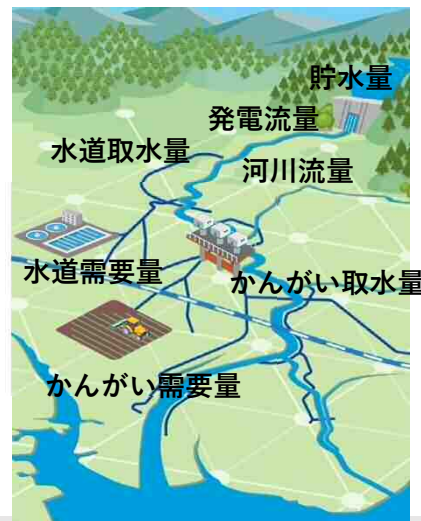 貯水量
発電流量
水道取水量
河川流量
水道需要量
かんがい取水量
かんがい需要量